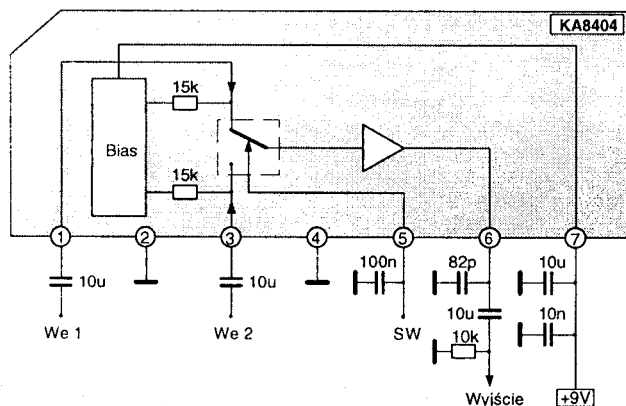 KA8404
15k
Bias
15k
1 2 3 4 5 6 7
10u 10u 100n 82p 10u
10u 10n
10k
We 1 We 2 SW
Wyjście +9V